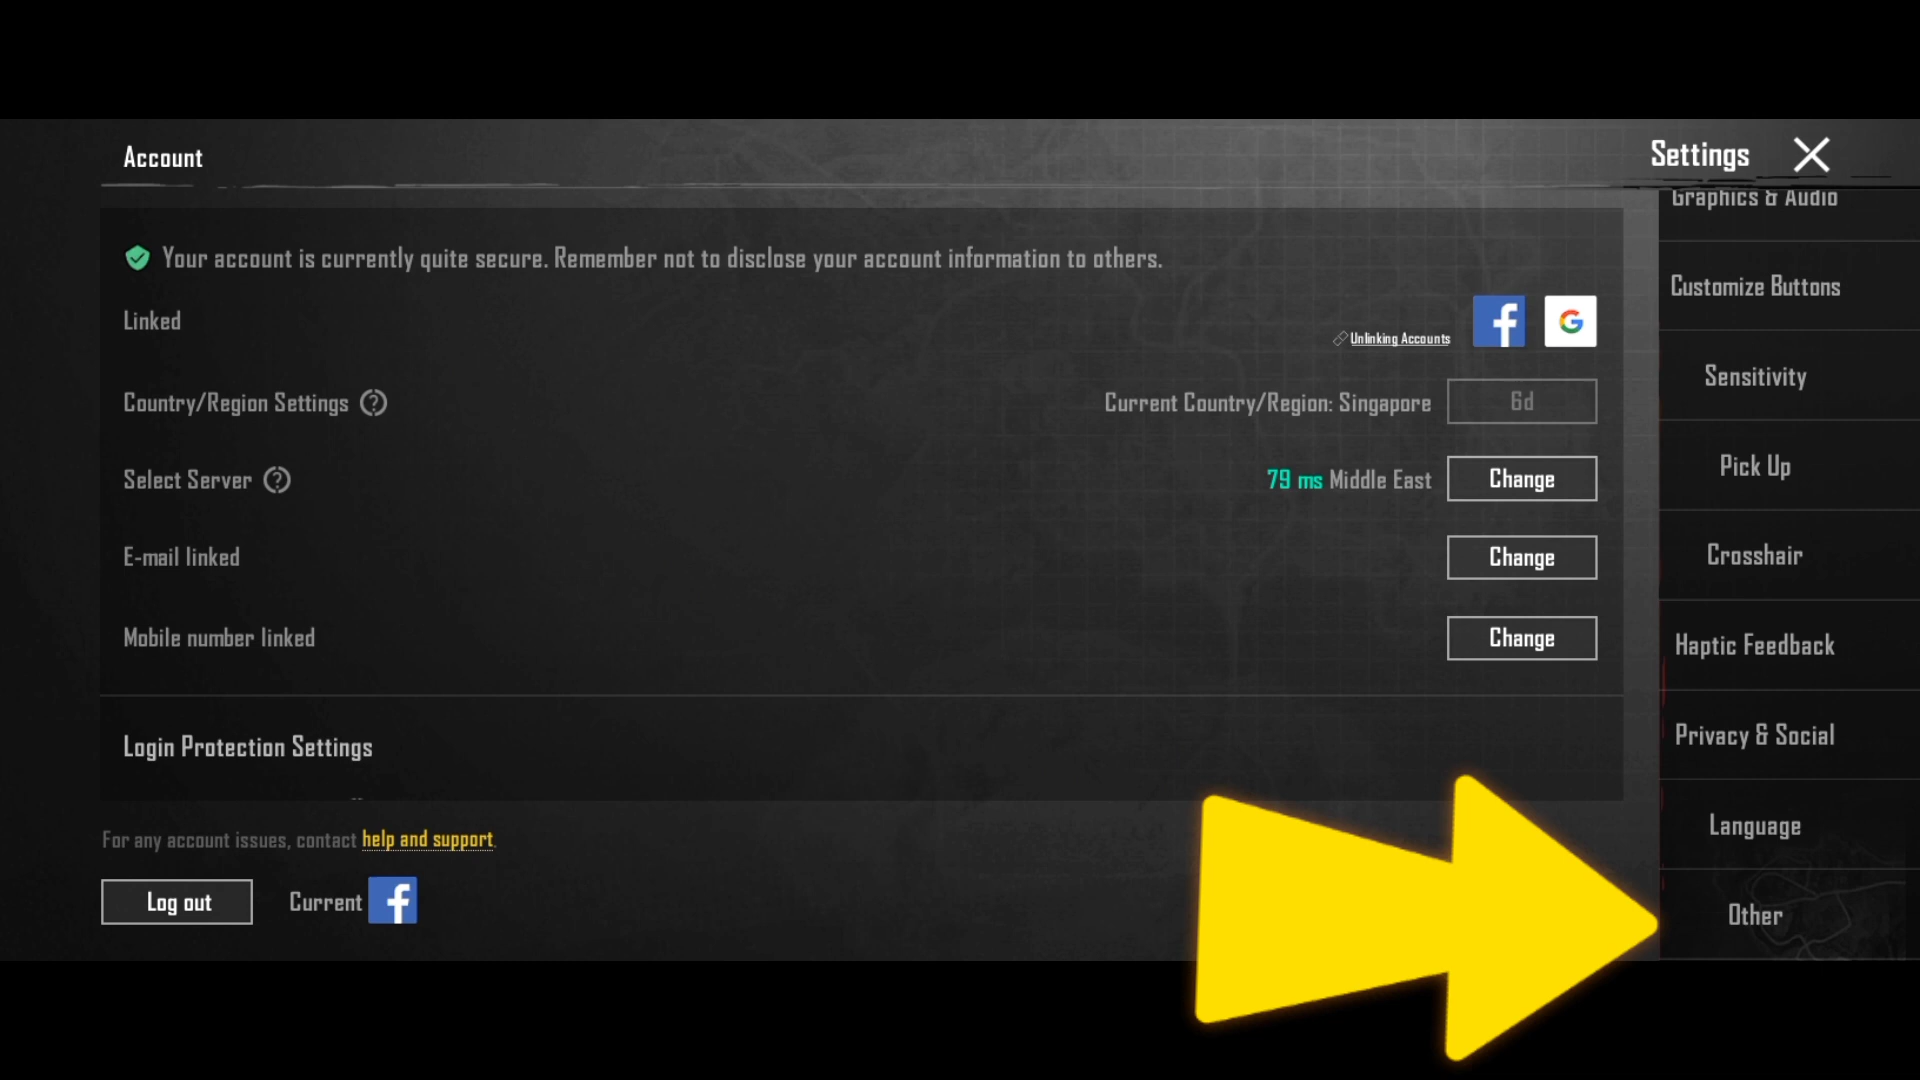 Account
Settings
Your account is currently quite secure. Remember not to disclose your account information to others.
Linked
Unlinking Accounts
Country/Region Settings
Current Country/Region: Singapore
6d
Select Server
79 ms Middle East
Change
E-mail linked
Change
Mobile number linked
Change
Login Protection Settings
For any account issues, contact help and support.
Log out
Current
Graphics & Audio
Customize Buttons
Sensitivity
Pick Up
Crosshair
Haptic Feedback
Privacy & Social
Language
Other